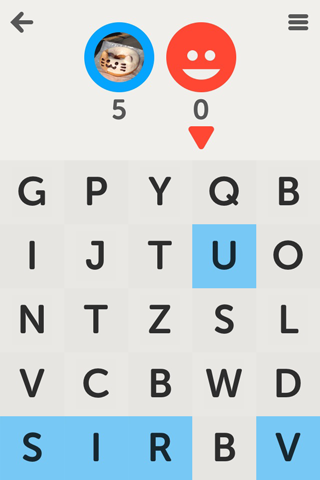 5 0
G P Y Q B
I J T U O
N T Z S L
V C B W D
S I R B V